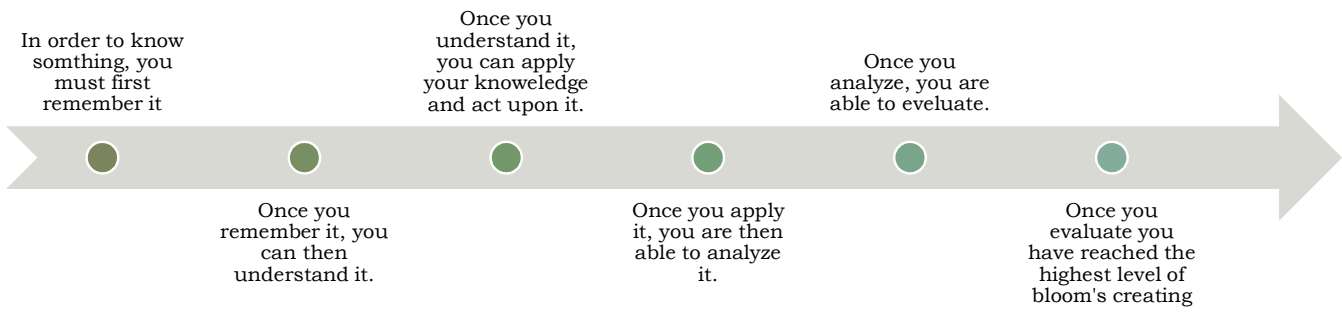 In order to know
somthing, you
must first
remember it
Once you
remember it, you
can then
understand it.
Once you
understand it,
you can apply
your knoweledge
and act upon it.
Once you apply
it, you are then
able to analyze
it.
Once you
analyze, you are
able to eveluate.
Once you
evaluate you
have reached the
highest level of
bloom's creating